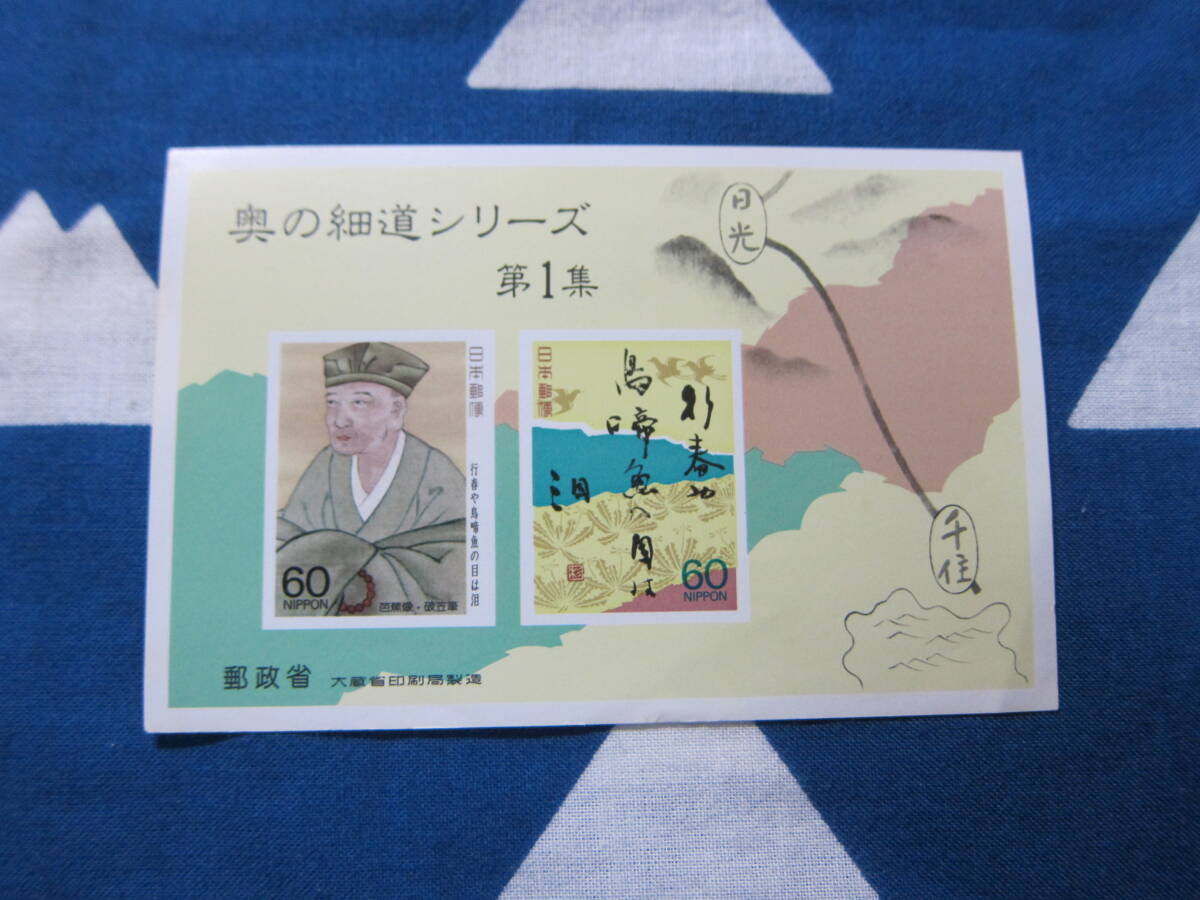 奥の細道シリーズ
第1集
日光
千住
日本郵便
行春や鳥啼魚の目は泪
60
NIPPON
芭蕉像・破笠筆
日本郵便
行春や
鳥啼魚の目は
泪
60
NIPPON
郵政省 大蔵省印刷局製造